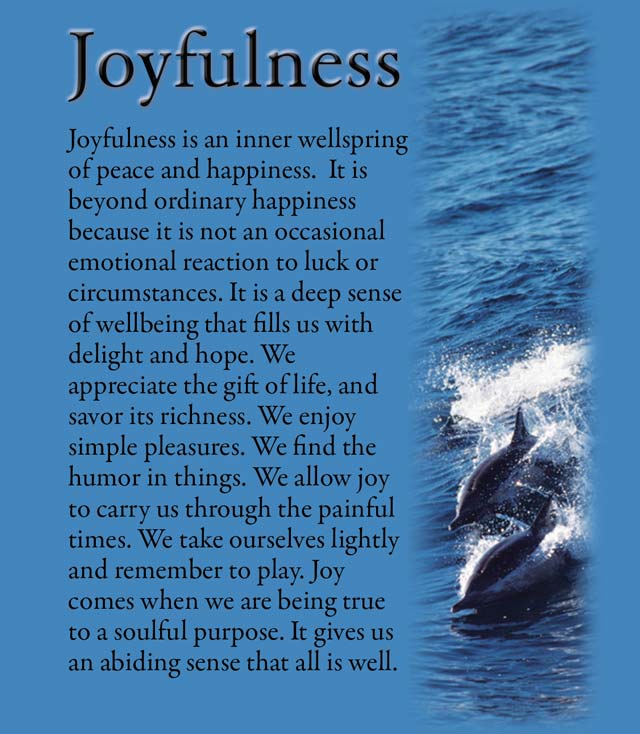 Joyfulness
Joyfulness is an inner wellspring
of peace and happiness.  It is
beyond ordinary happiness
because it is not an occasional
emotional reaction to luck or
circumstances. It is a deep sense
of wellbeing that fills us with
delight and hope. We
appreciate the gift of life, and
savor its richness. We enjoy
simple pleasures. We find the
humor in things. We allow joy
to carry us through the painful
times. We take ourselves lightly
and remember to play. Joy
comes when we are being true
to a soulful purpose. It gives us
an abiding sense that all is well.